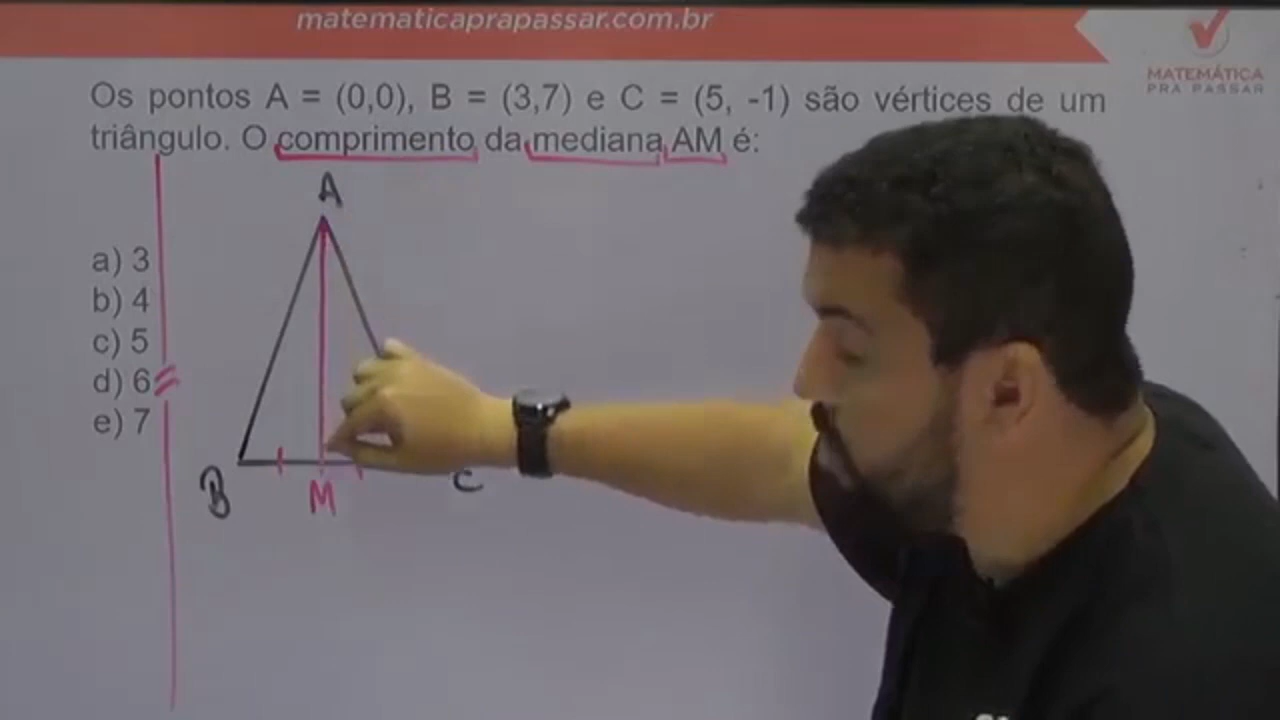 matematicaprapassar.com.br
MATEMÁTICA
PRA PASSAR
Os pontos A = (0,0), B = (3,7) e C = (5, -1) são vértices de um
triângulo. O comprimento da mediana AM é:
A
a) 3
b) 4
c) 5
d) 6
e) 7
B
M
C